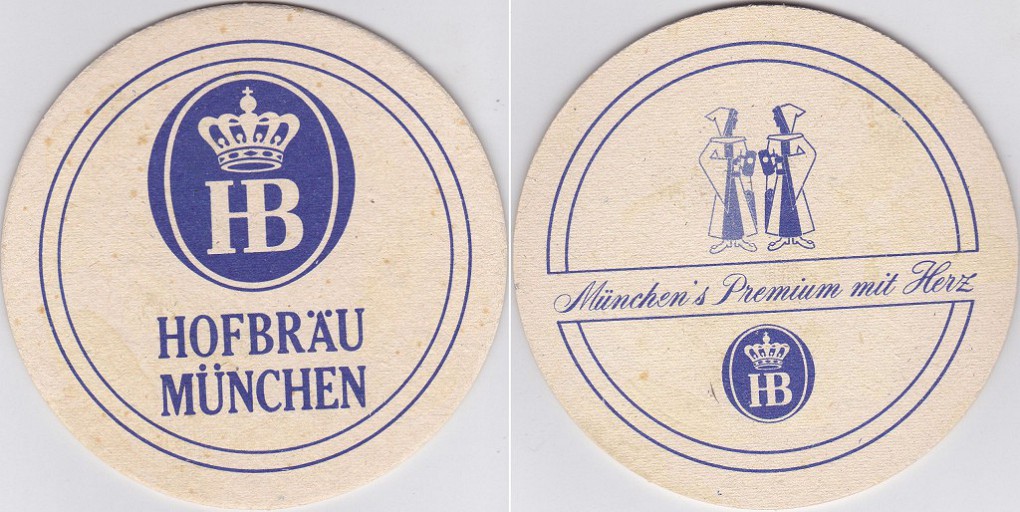 HB
HOFBRÄU
MÜNCHEN
München's Premium mit Herz
HB